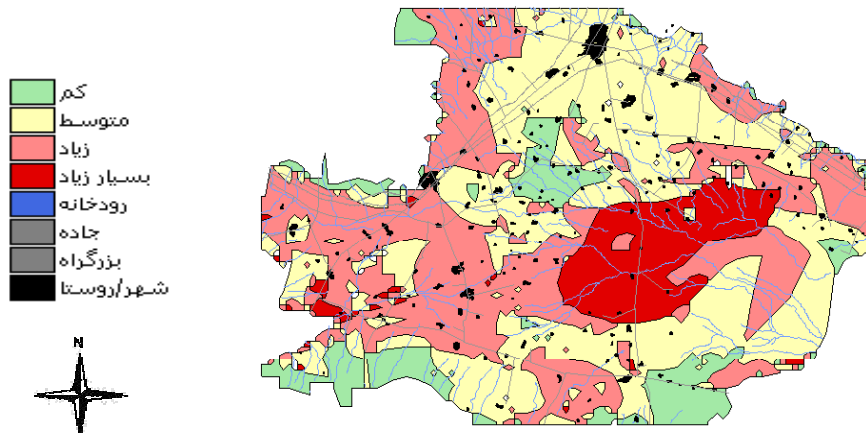 کم
متوسط
زیاد
بسیار زیاد
رودخانه
جاده
بزرگراه
شهر/روستا
N